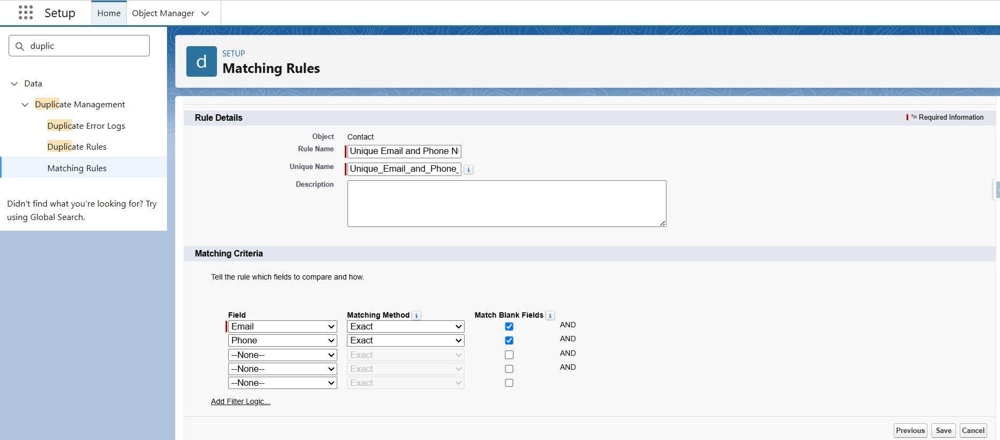 Setup Home Object Manager
duplic
Data
Duplicate Management
Duplicate Error Logs
Duplicate Rules
Matching Rules
Didn't find what you're looking for? Try
using Global Search.
d
SETUP
Matching Rules
Rule Details
*= Required Information
Object Contact
Rule Name Unique Email and Phone N
Unique Name Unique_Email_and_Phone_ i
Description
Matching Criteria
Tell the rule which fields to compare and how.
Field Matching Method i Match Blank Fields i
Email Exact AND
Phone Exact AND
--None-- Exact AND
--None-- Exact AND
--None-- Exact
Add Filter Logic...
Previous Save Cancel